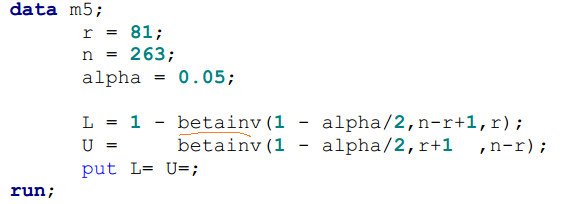 data m5;
r = 81;
n = 263;
alpha = 0.05;
L = 1 - betainv(1 - alpha/2,n-r+1,r);
U = betainv(1 - alpha/2,r+1 ,n-r);
put L= U=;
run;